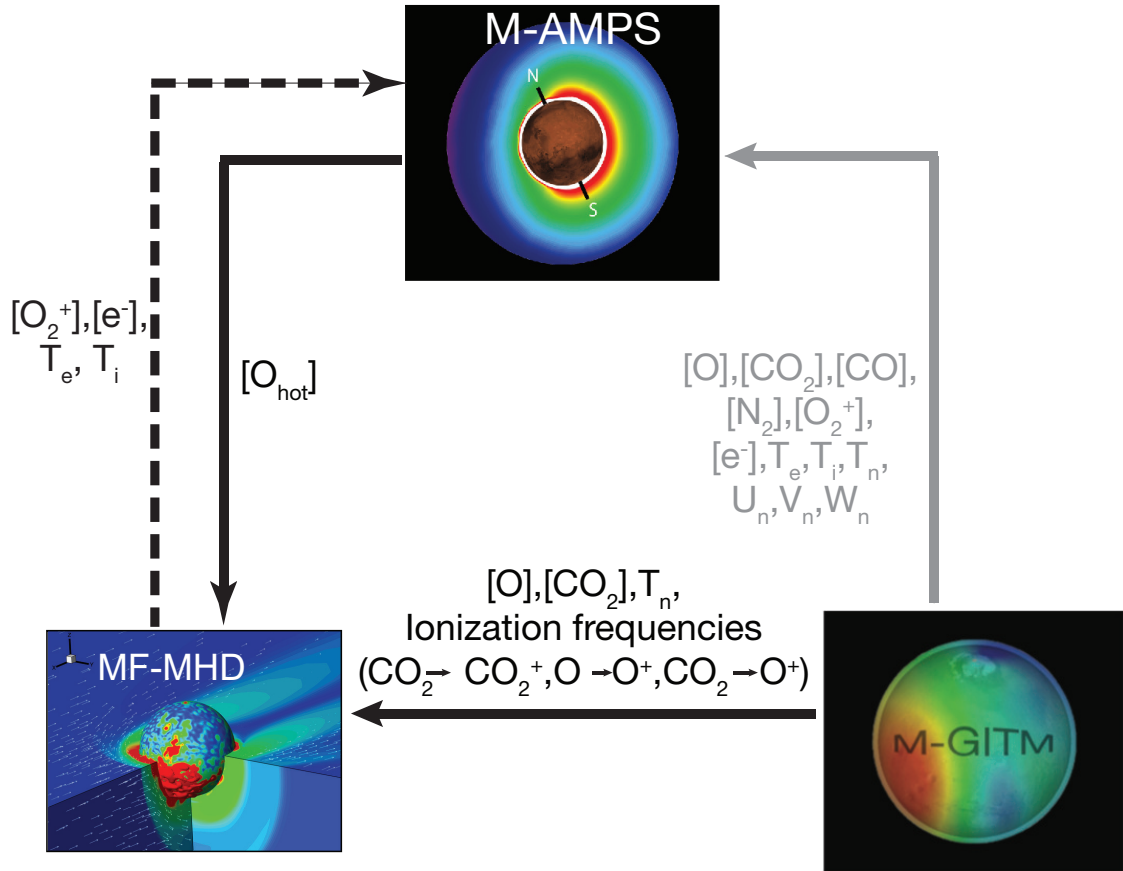 M-AMPS
N
S
[O₂⁺],[e⁻],
Tₑ, Tᵢ
[O_hot]
[O],[CO₂],[CO],
[N₂],[O₂⁺],
[e⁻],Tₑ,Tᵢ,Tₙ,
Uₙ,Vₙ,Wₙ
[O],[CO₂],Tₙ,
Ionization frequencies
(CO₂→ CO₂⁺,O →O⁺,CO₂→O⁺)
MF-MHD
M-GITM